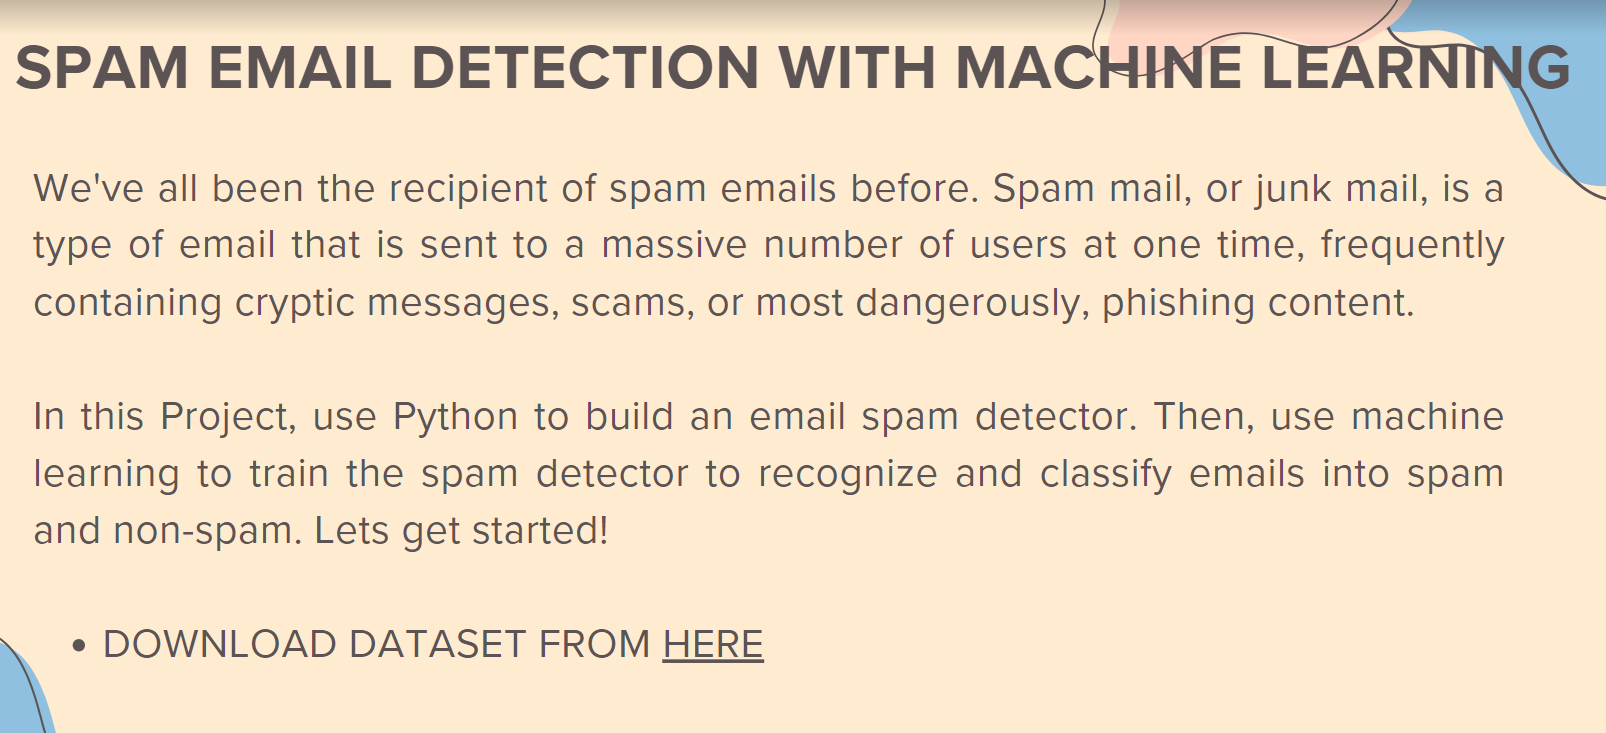 SPAM EMAIL DETECTION WITH MACHINE LEARNING
We've all been the recipient of spam emails before. Spam mail, or junk mail, is a
type of email that is sent to a massive number of users at one time, frequently
containing cryptic messages, scams, or most dangerously, phishing content.
In this Project, use Python to build an email spam detector. Then, use machine
learning to train the spam detector to recognize and classify emails into spam
and non-spam. Lets get started!
• DOWNLOAD DATASET FROM HERE